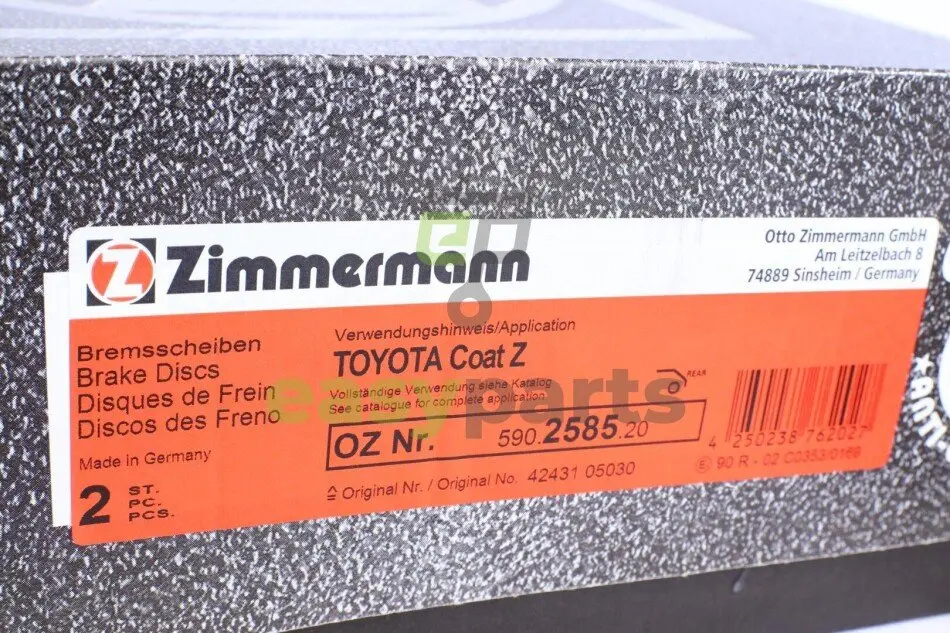 Zimmermann
Otto Zimmermann GmbH
Am Leitzelbach 8
74889 Sinsheim / Germany
Bremsscheiben
Brake Discs
Disques de Frein
Discos des Freno
Made in Germany
2 ST.
PC.
PCS.
Verwendungshinweis/Application
TOYOTA Coat Z
Vollständige Verwendung siehe Katalog
See catalogue for complete application.
REAR
OZ Nr. 590.2585.20
Original Nr. / Original No. 42431 05030
4 250238 762027
E 90 R - 02 C0353/0169
easyparts